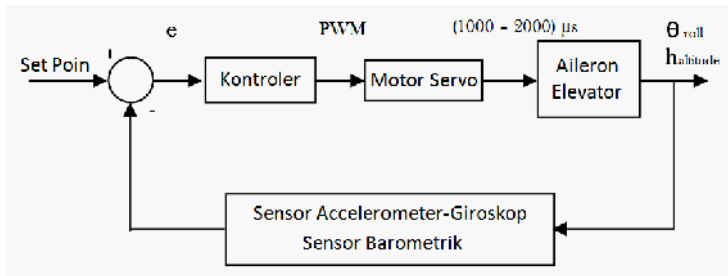 e
PWM
(1000 – 2000) µs
θ roll
h altitude
Set Poin
Kontroler
Motor Servo
Aileron
Elevator
-
Sensor Accelerometer-Giroskop
Sensor Barometrik